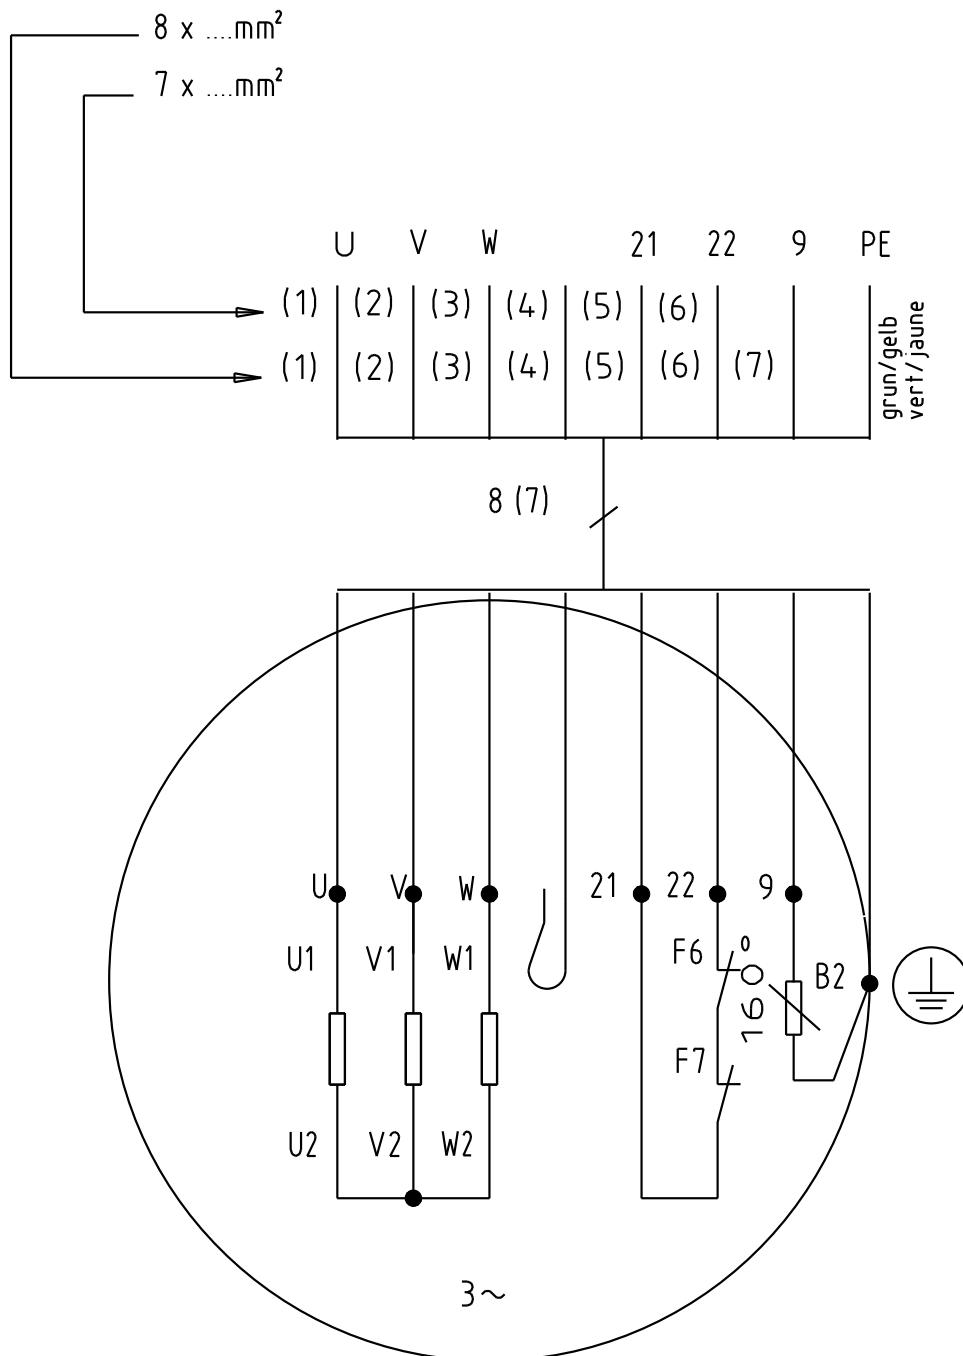 8 x ....mm²
7 x ....mm²
U V W 21 22 9 PE
(1) (2) (3) (4) (5) (6)
(1) (2) (3) (4) (5) (6) (7)
grun/gelb
vert/jaune
8 (7)
U V W 21 22 9
U1 V1 W1 F6 160° B2
F7
U2 V2 W2
3~